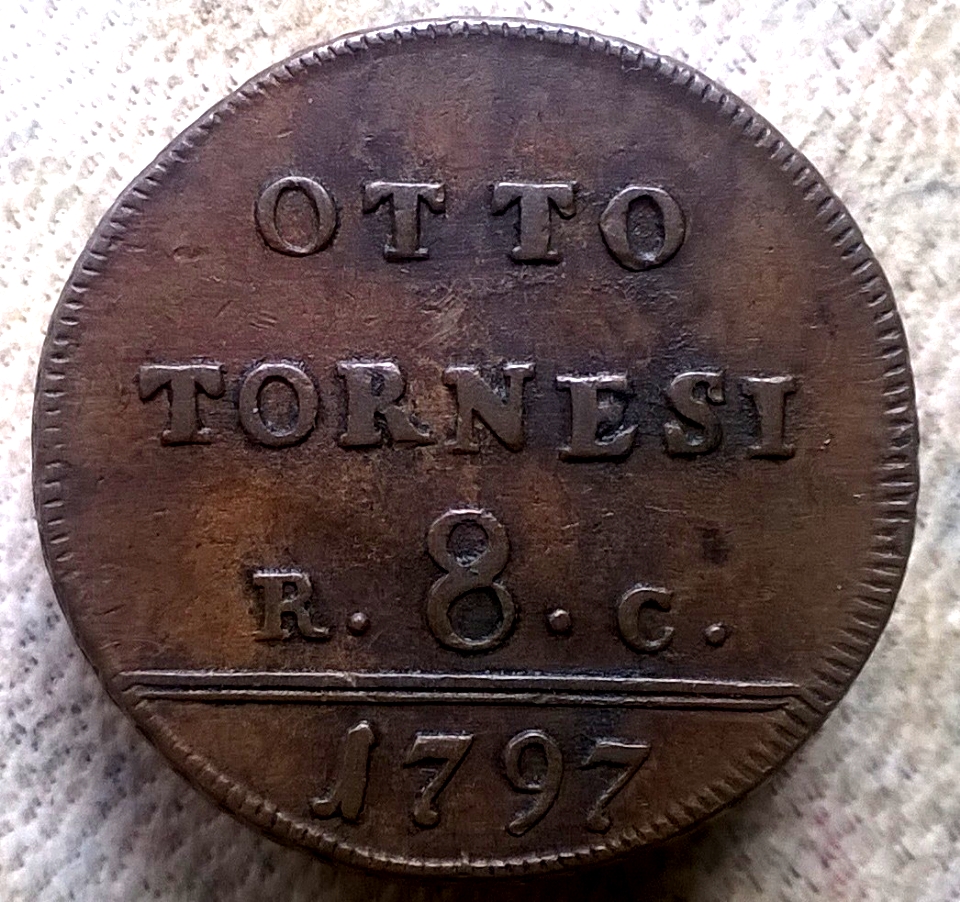 OTTO
TORNESI
R. 8. C.
1797